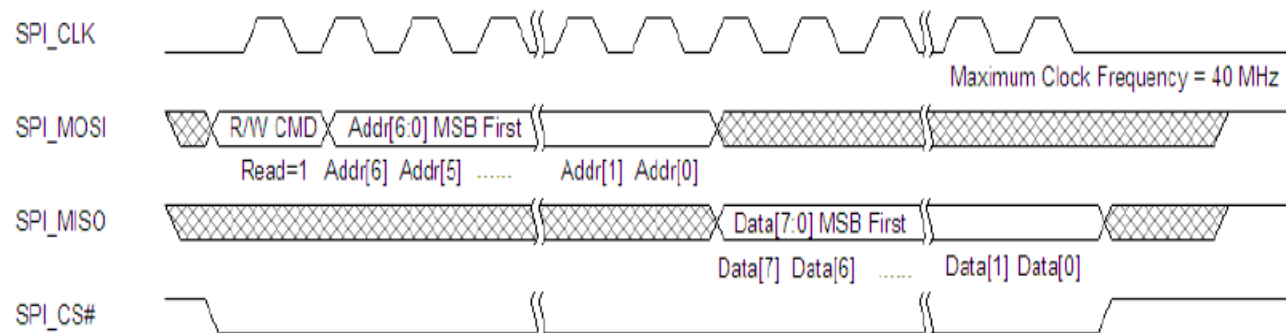 SPI_CLK
Maximum Clock Frequency = 40 MHz
SPI_MOSI R/W CMD Addr[6:0] MSB First
Read=1 Addr[6] Addr[5] ...... Addr[1] Addr[0]
SPI_MISO Data[7:0] MSB First
Data[7] Data[6] ...... Data[1] Data[0]
SPI_CS#